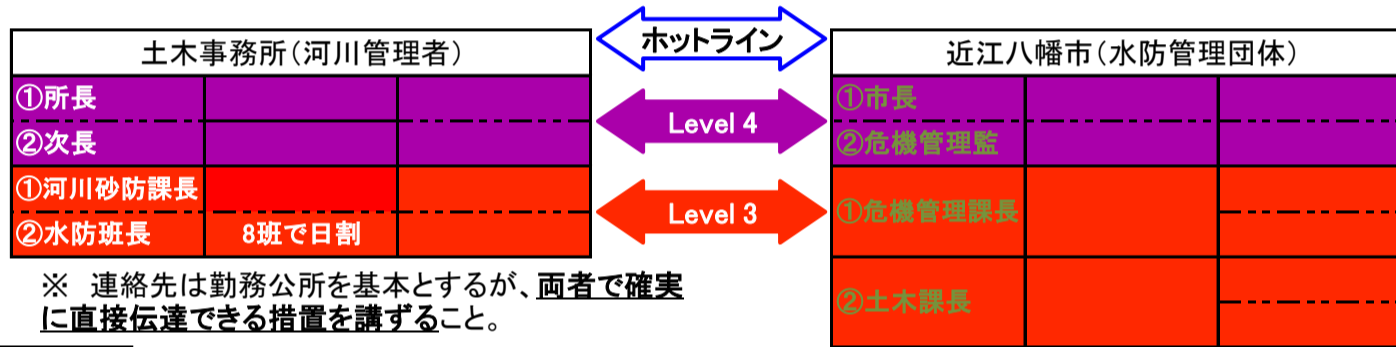 ホットライン
土木事務所(河川管理者)
①所長
②次長
①河川砂防課長
②水防班長 8班で日割
Level 4
Level 3
近江八幡市(水防管理団体)
①市長
②危機管理監
①危機管理課長
②土木課長
※ 連絡先は勤務公所を基本とするが、両者で確実
に直接伝達できる措置を講ずること。